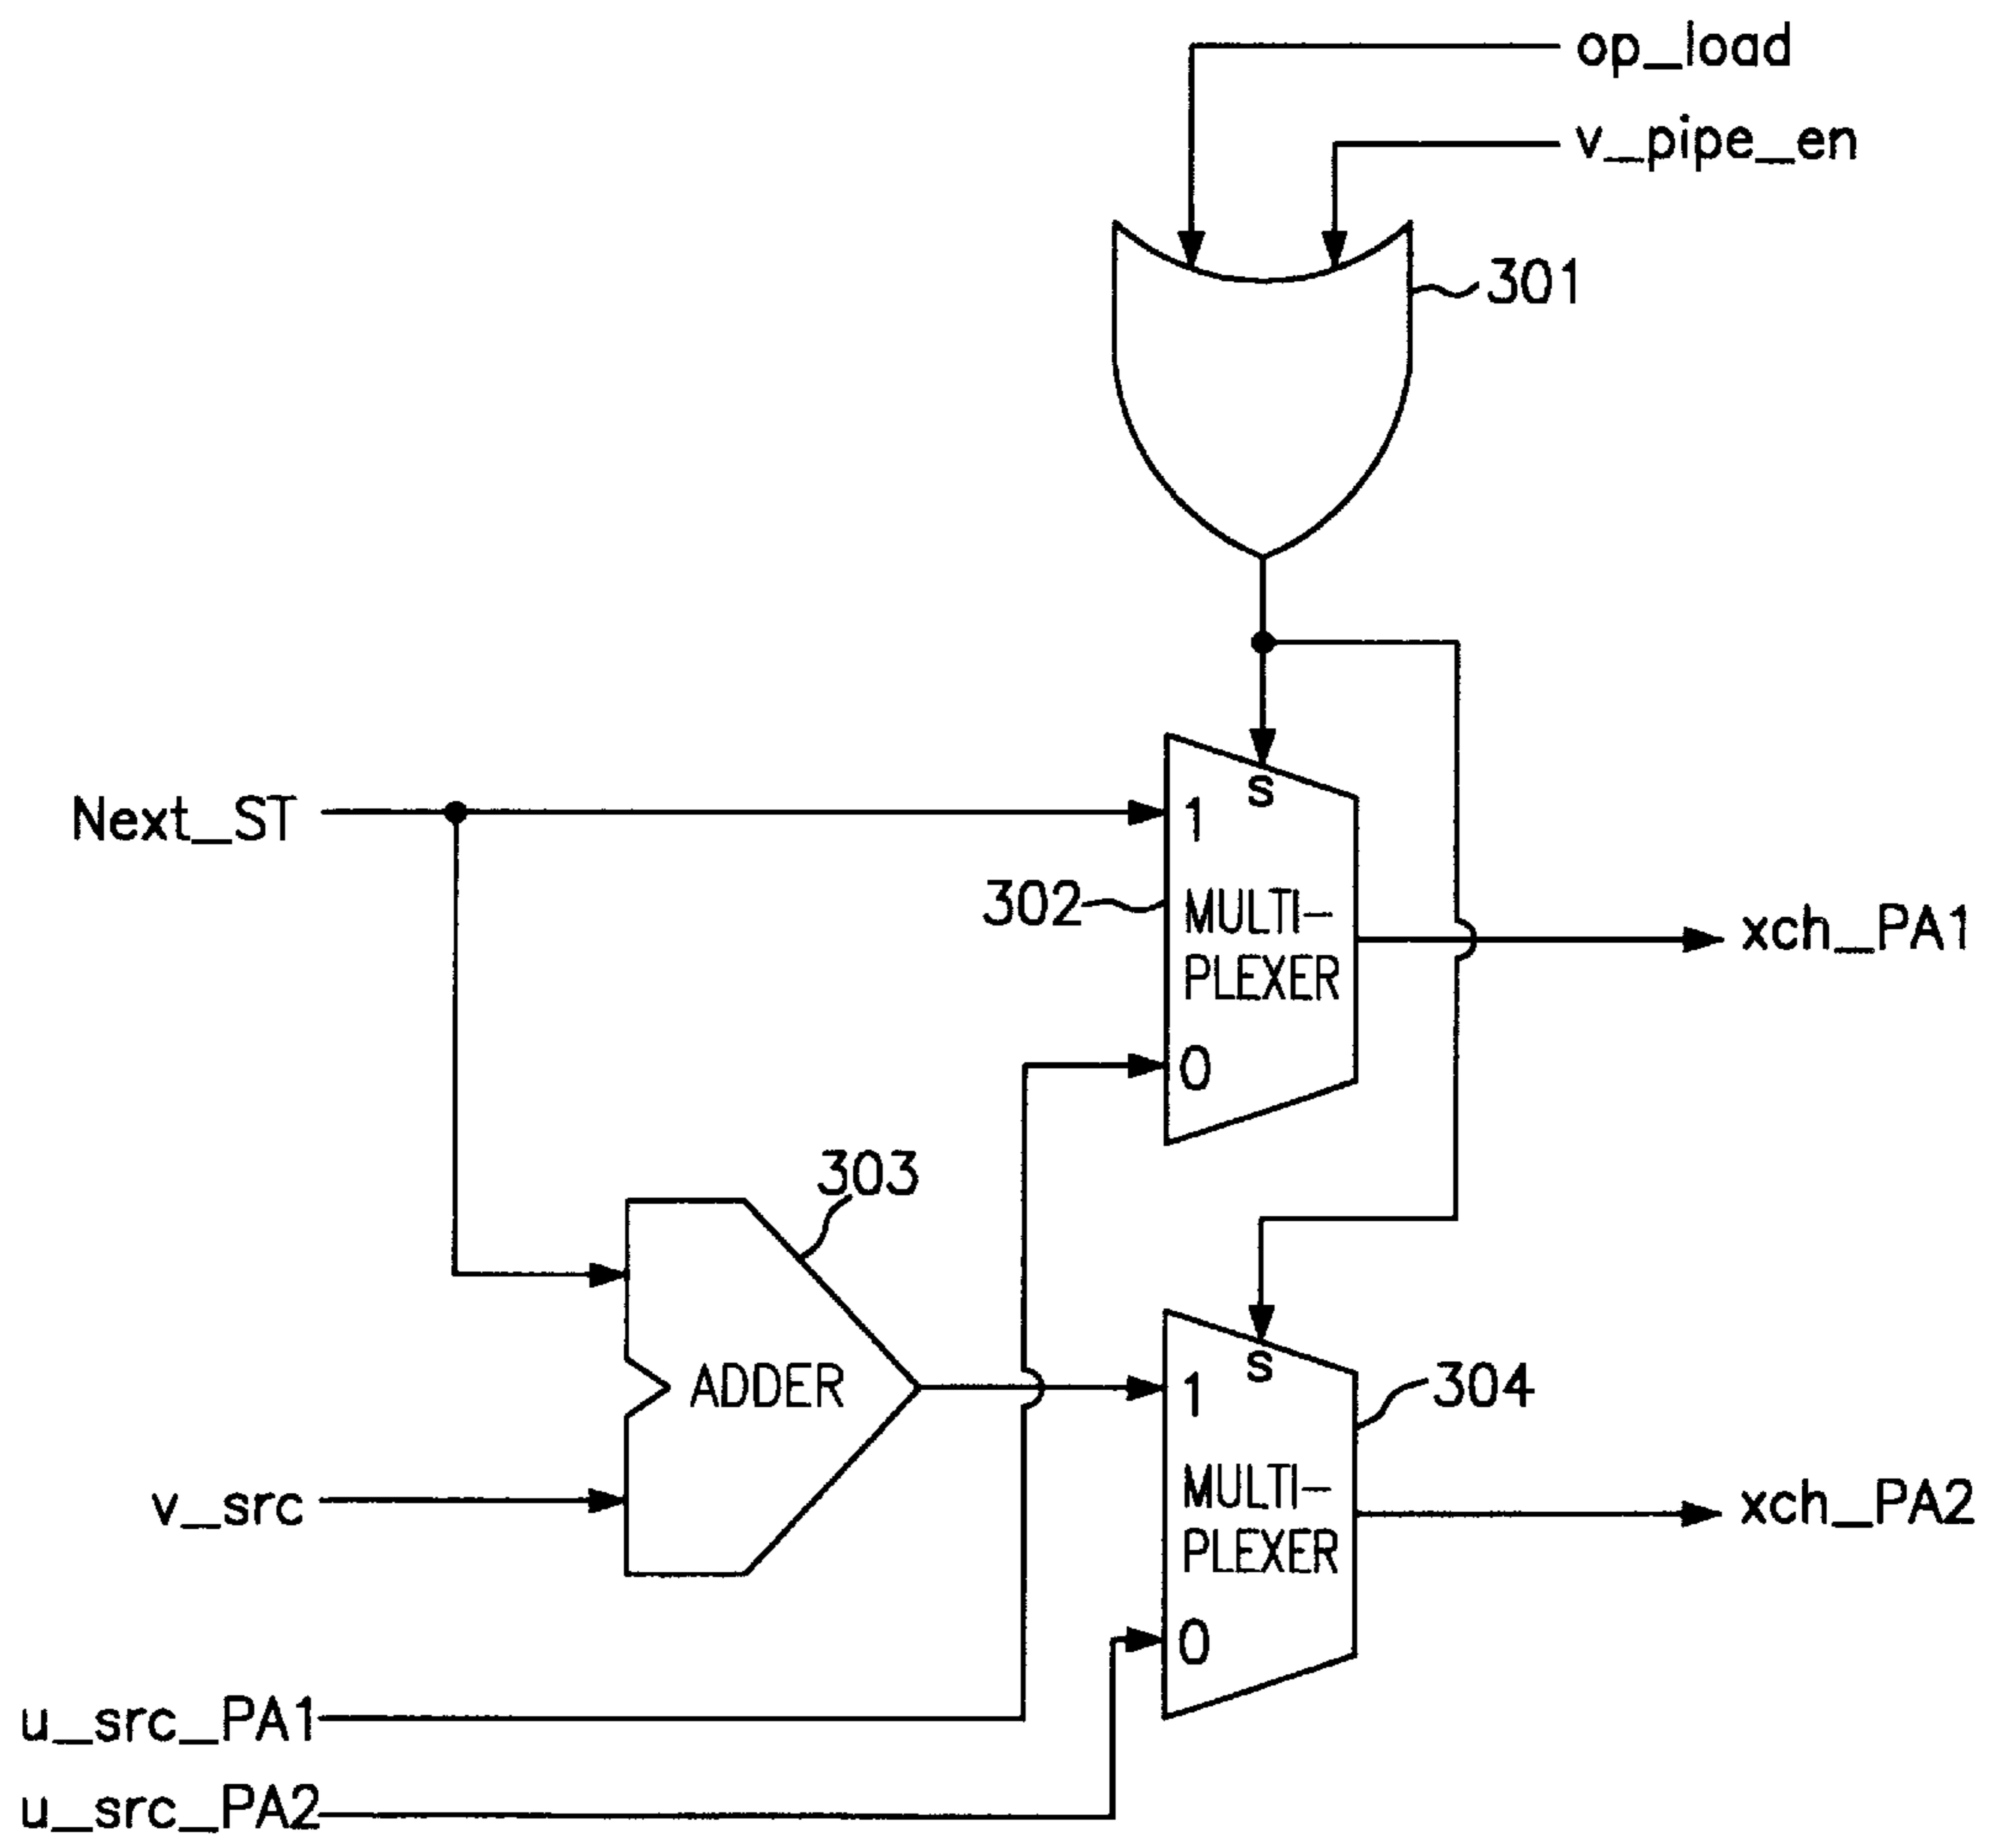 op_load
v_pipe_en
301
s
Next_ST
1
302
MULTI-
PLEXER
xch_PA1
0
303
s
ADDER
1
304
MULTI-
PLEXER
v_src
xch_PA2
0
u_src_PA1
u_src_PA2